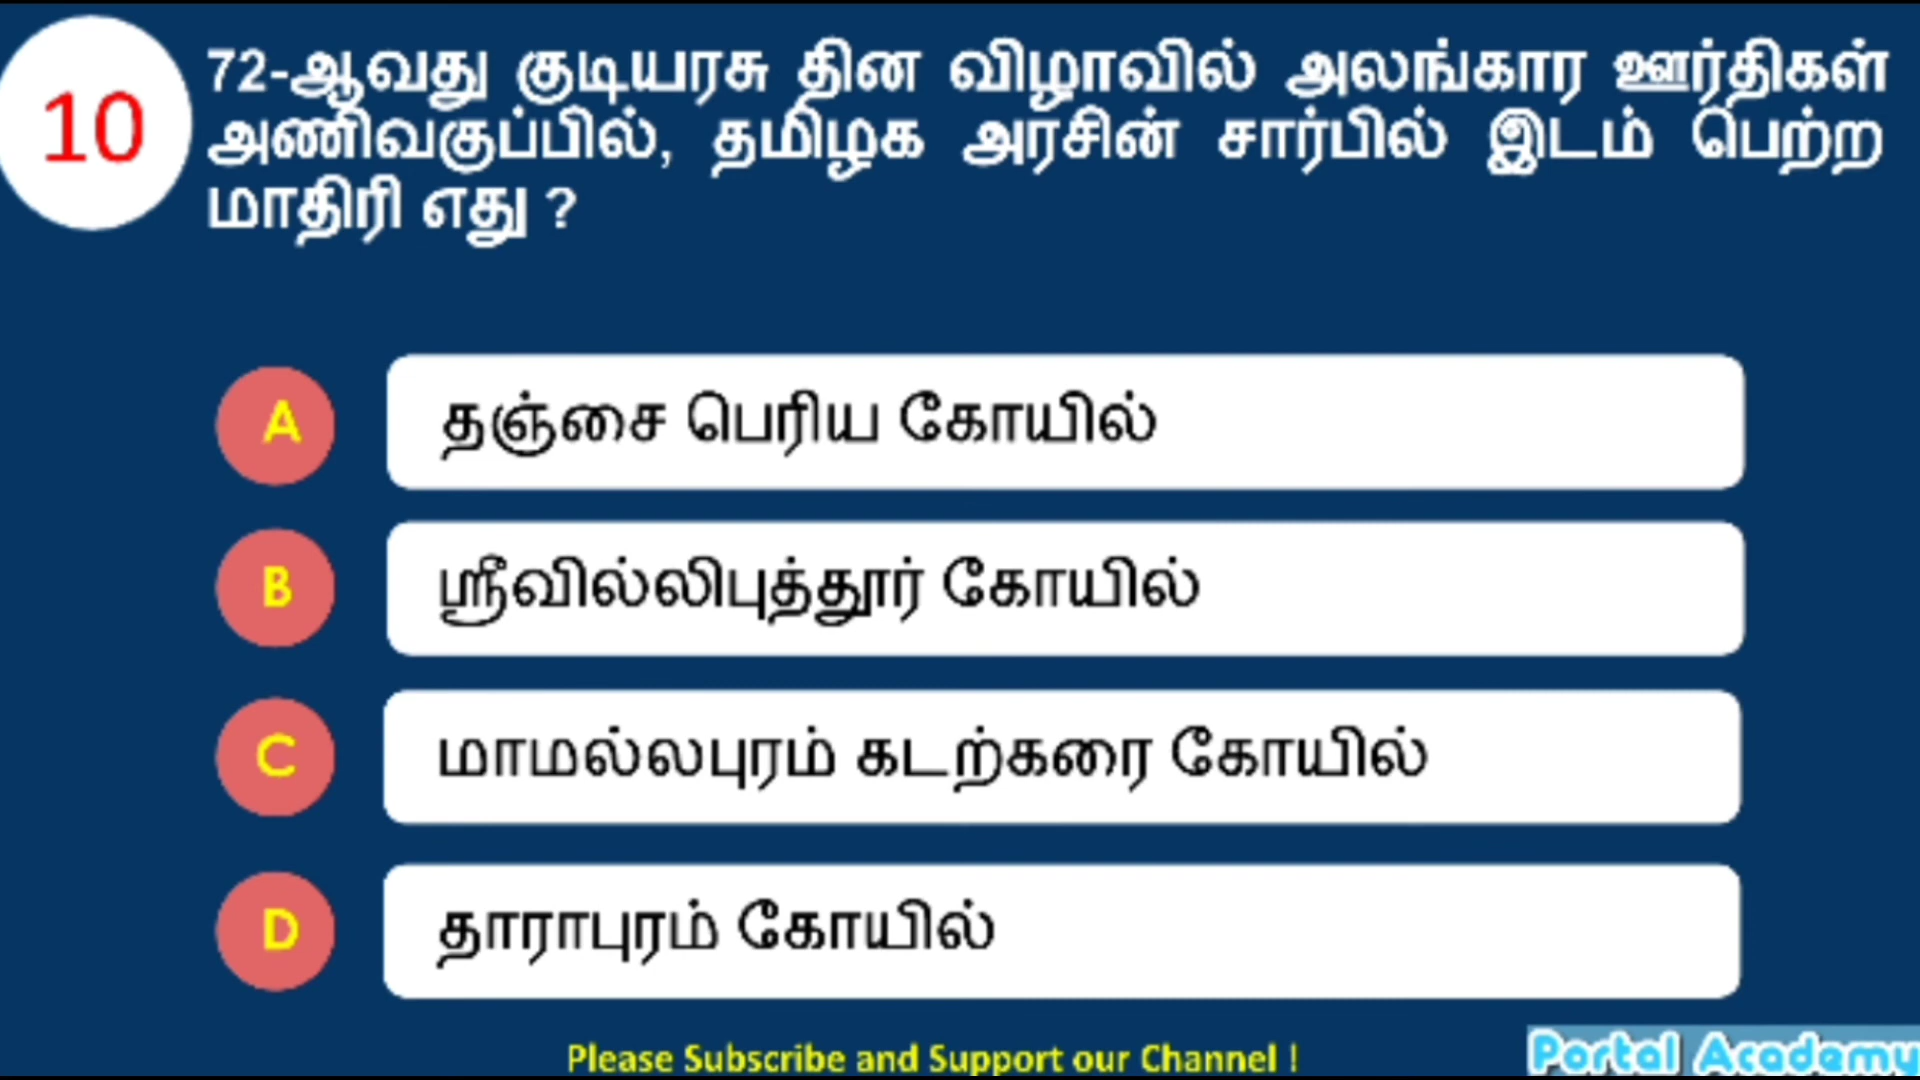 10
72-ஆவது குடியரசு தின விழாவில் அலங்கார ஊர்திகள்
அணிவகுப்பில், தமிழக அரசின் சார்பில் இடம் பெற்ற
மாதிரி எது ?
A தஞ்சை பெரிய கோயில்
B ஸ்ரீவில்லிபுத்தூர் கோயில்
C மாமல்லபுரம் கடற்கரை கோயில்
D தாராபுரம் கோயில்
Please Subscribe and Support our Channel !
Portal Academy